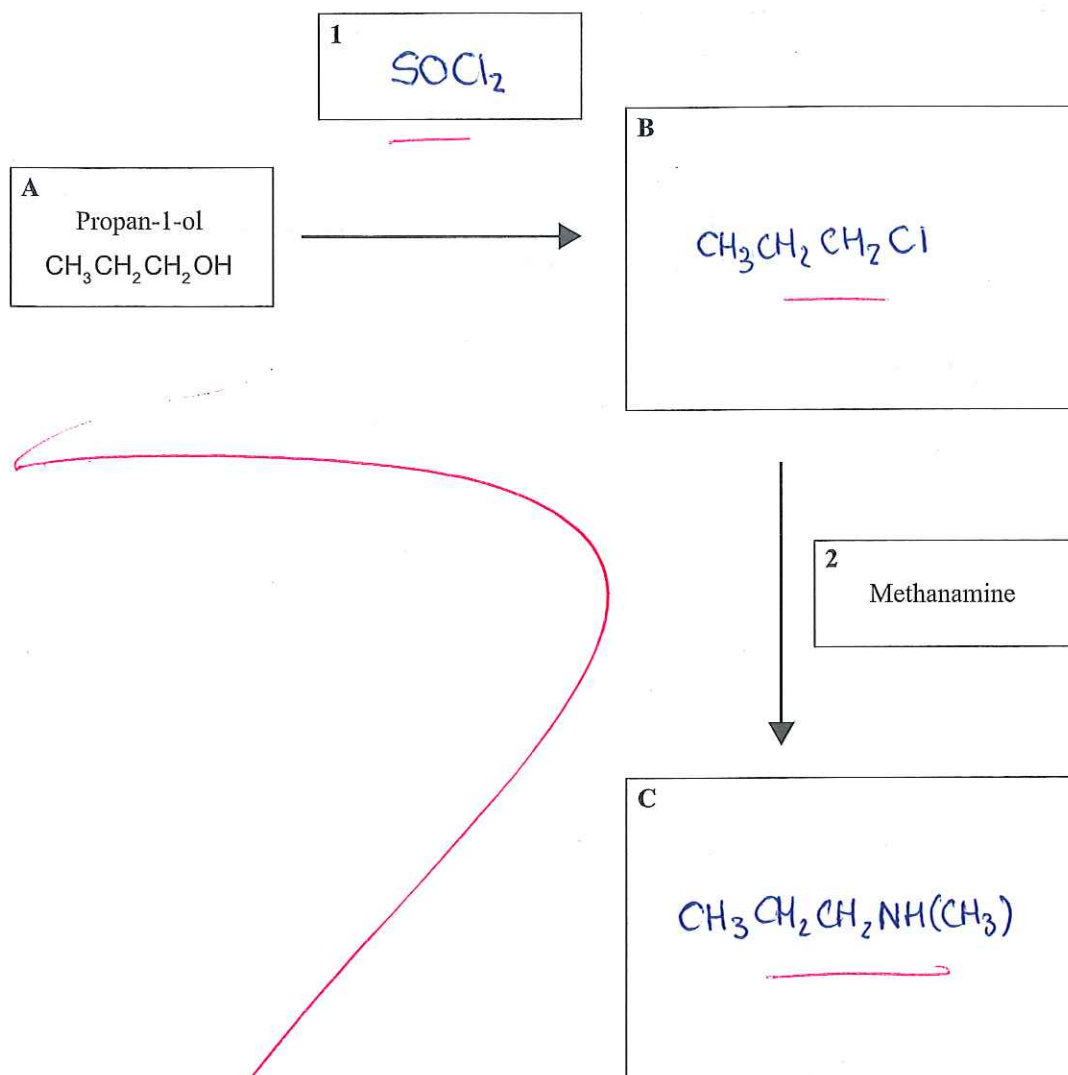 1
SOCl₂
A
Propan-1-ol
CH₃CH₂CH₂OH
B
CH₃CH₂CH₂Cl
2
Methanamine
C
CH₃CH₂CH₂NH(CH₃)